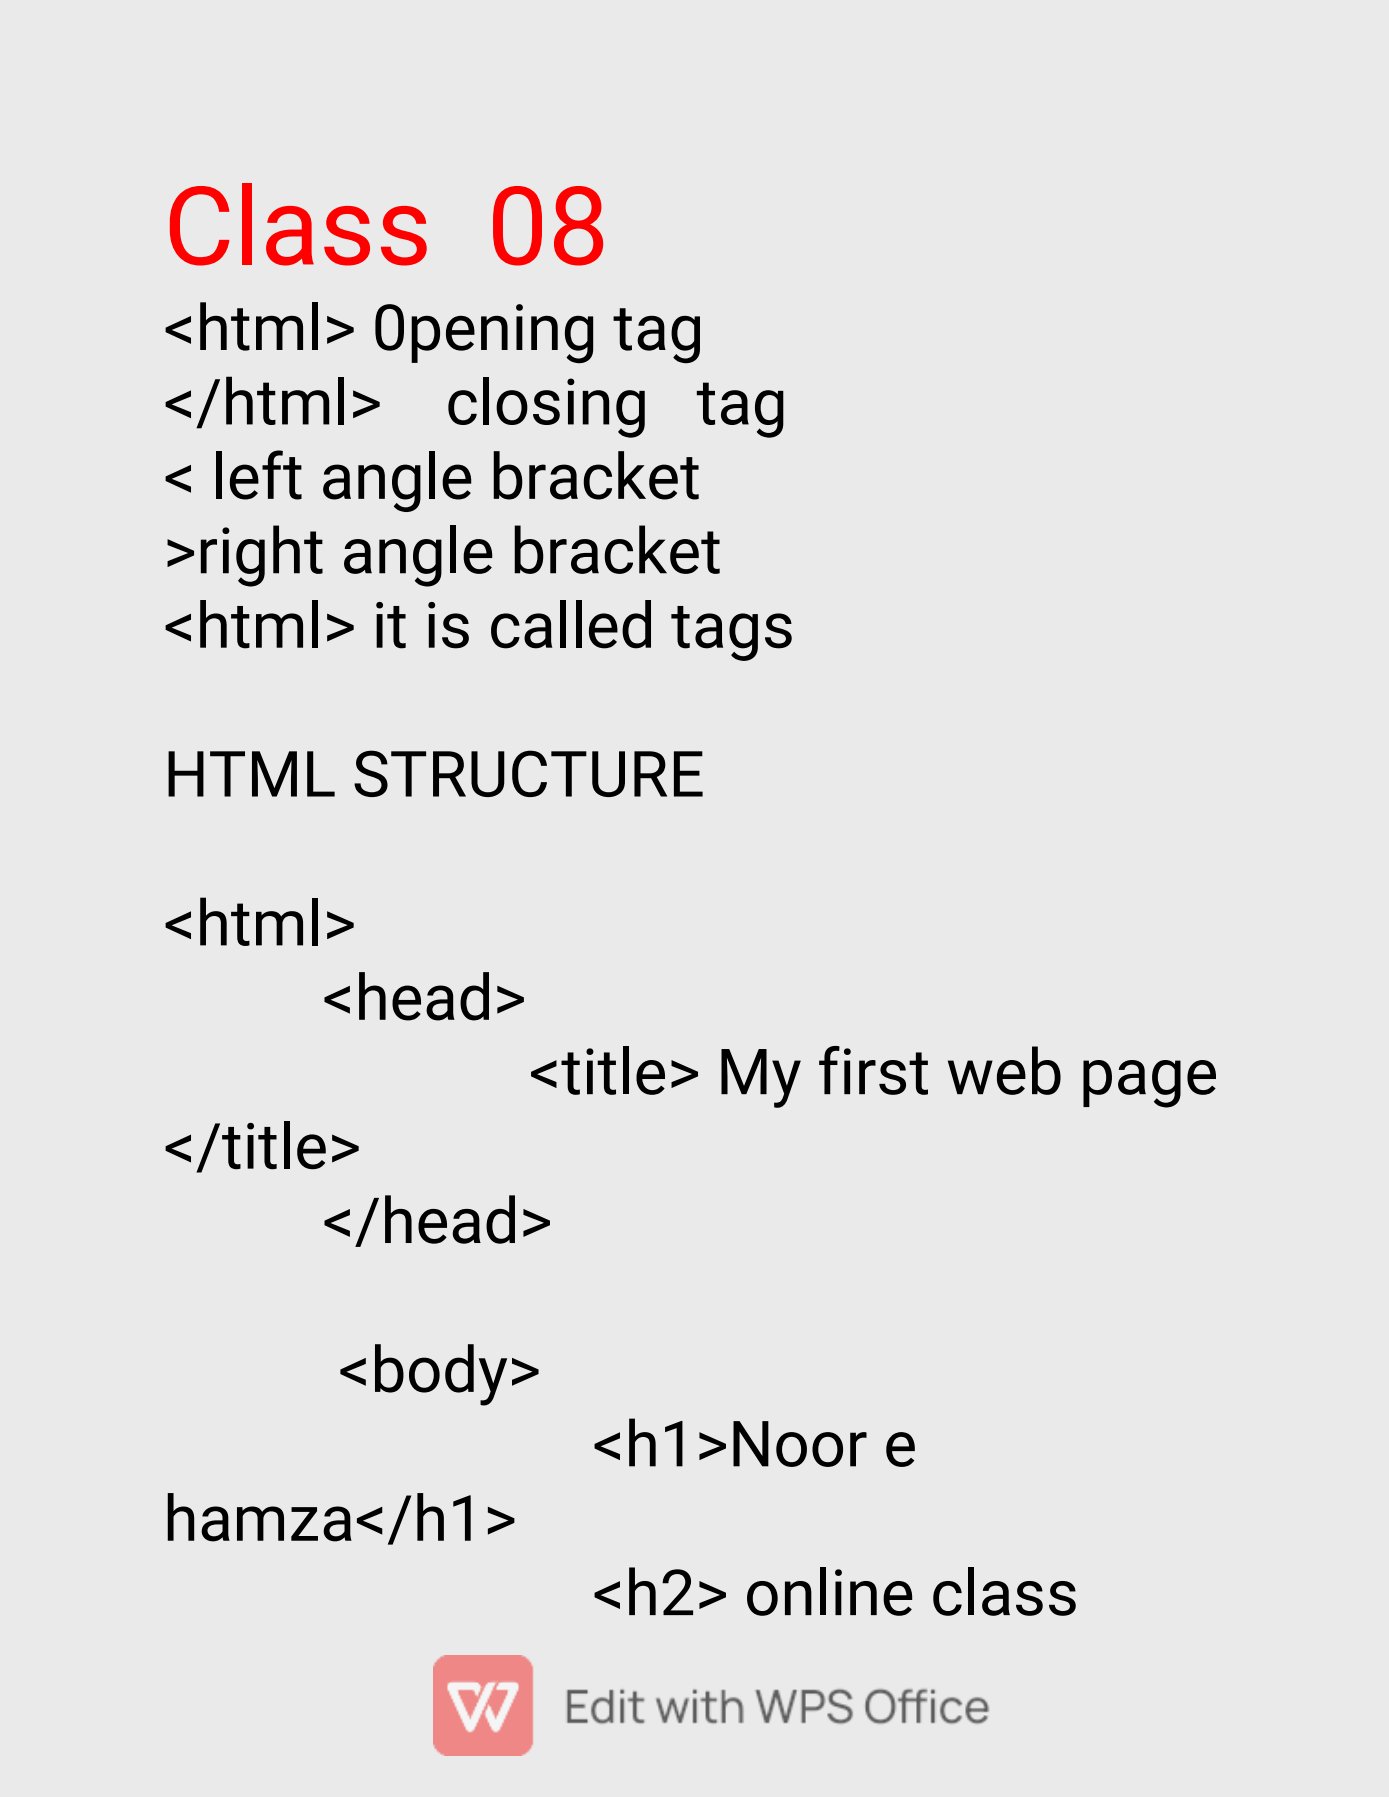 Class 08
<html> 0pening tag
</html> closing tag
< left angle bracket
>right angle bracket
<html> it is called tags
HTML STRUCTURE
<html>
<head>
<title> My first web page
</title>
</head>
<body>
<h1>Noor e
hamza</h1>
<h2> online class
Edit with WPS Office